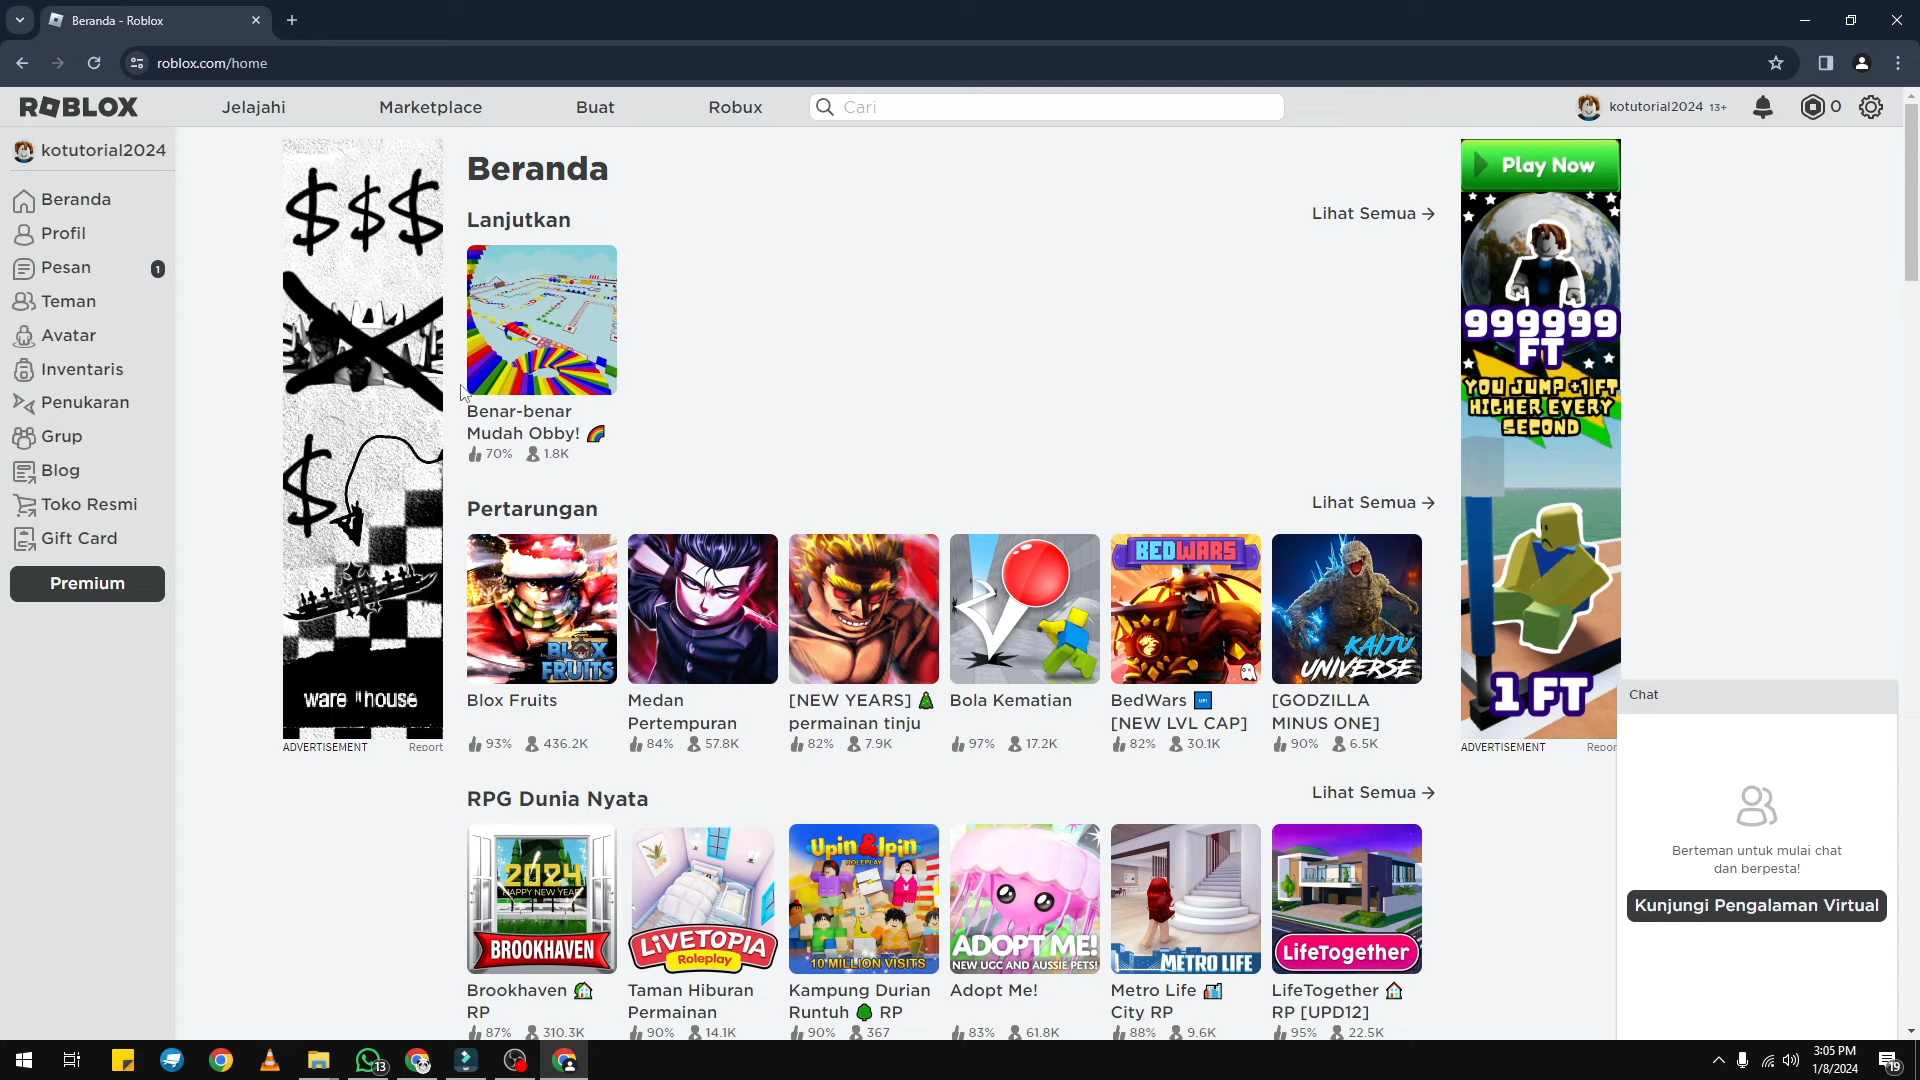 Beranda - Roblox
roblox.com/home
ROBLOX
Jelajahi
Marketplace
Buat
Robux
Cari
kotutorial2024 13+
0
kotutorial2024
Beranda
Profil
Pesan
1
Teman
Avatar
Inventaris
Penukaran
Grup
Blog
Toko Resmi
Gift Card
Premium
$$$
$
ware "house
ADVERTISEMENT
Report
Beranda
Lanjutkan
Lihat Semua →
Benar-benar
Mudah Obby! 🌈
70% 1.8K
Pertarungan
Lihat Semua →
BLOX
FRUITS
Blox Fruits
93% 436.2K
Medan
Pertempuran
84% 57.8K
[NEW YEARS] 🎄
permainan tinju
82% 7.9K
Bola Kematian
97% 17.2K
BEDWARS
BedWars 🆙
[NEW LVL CAP]
82% 30.1K
KAIJU
UNIVERSE
[GODZILLA
MINUS ONE]
90% 6.5K
RPG Dunia Nyata
Lihat Semua →
2024
HAPPY NEW YEAR
BROOKHAVEN
Brookhaven 🏡
RP
87% 310.3K
LIVETOPIA
Roleplay
Taman Hiburan
Permainan
90% 14.1K
Upin&Ipin
ROLEPLAY
10 MILLION VISITS
Kampung Durian
Runtuh 🌳 RP
90% 367
ADOPT ME!
NEW UGC AND AUSSIE PETS!
Adopt Me!
83% 61.8K
METRO LIFE
Metro Life 🏙️
City RP
88% 9.6K
LifeTogether
LifeTogether 🏠
RP [UPD12]
95% 22.5K
Play Now
999999
FT
YOU JUMP +1 FT
HIGHER EVERY
SECOND
1 FT
ADVERTISEMENT
Repor
Chat
Berteman untuk mulai chat
dan berpesta!
Kunjungi Pengalaman Virtual
13
3:05 PM
1/8/2024
19